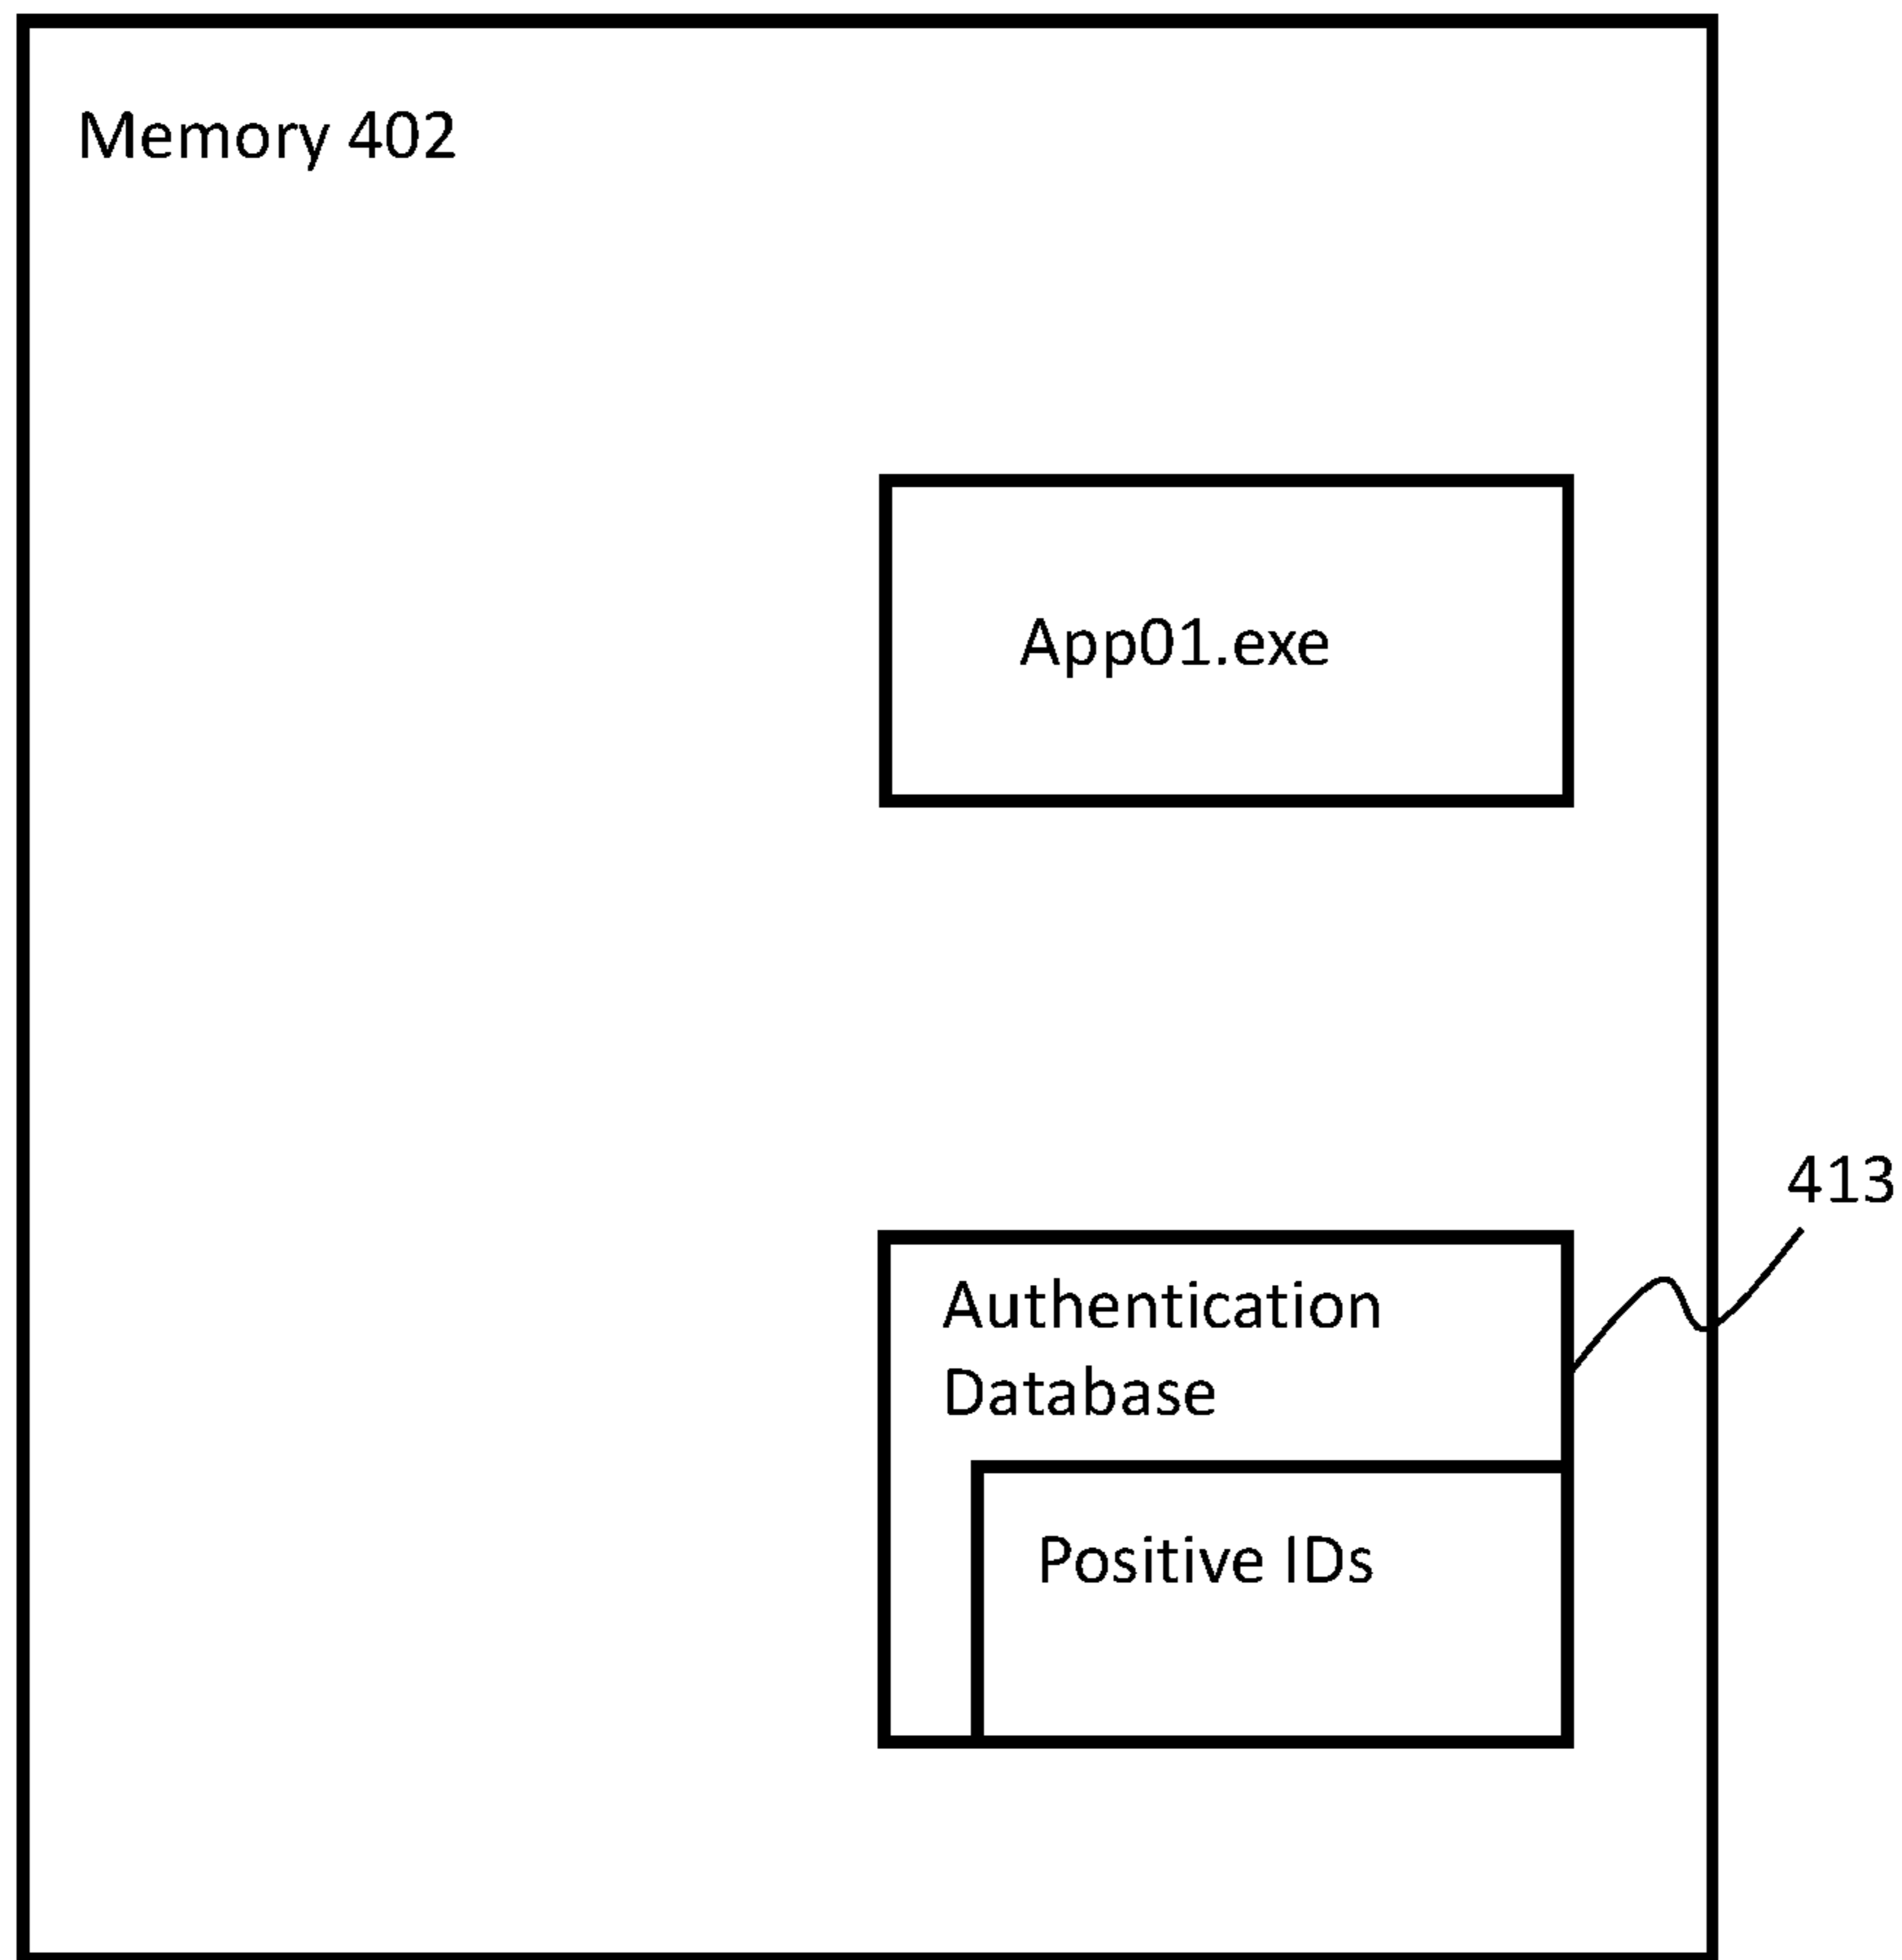 Memory 402
App01.exe
413
Authentication
Database
Positive IDs